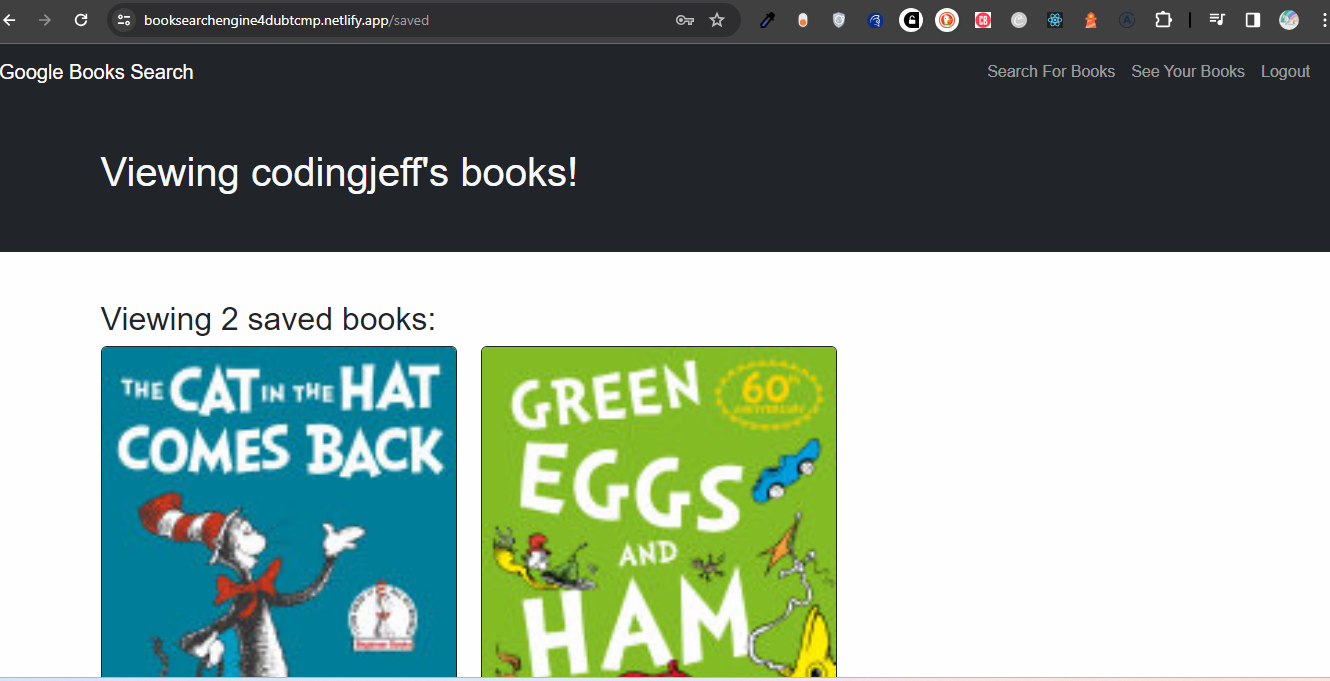 booksearchengine4dubtcmp.netlify.app/saved
Google Books Search
Search For Books See Your Books Logout
Viewing codingjeff's books!
Viewing 2 saved books:
THE CAT IN THE HAT
COMES BACK
GREEN
60th
EGGS
AND
HAM